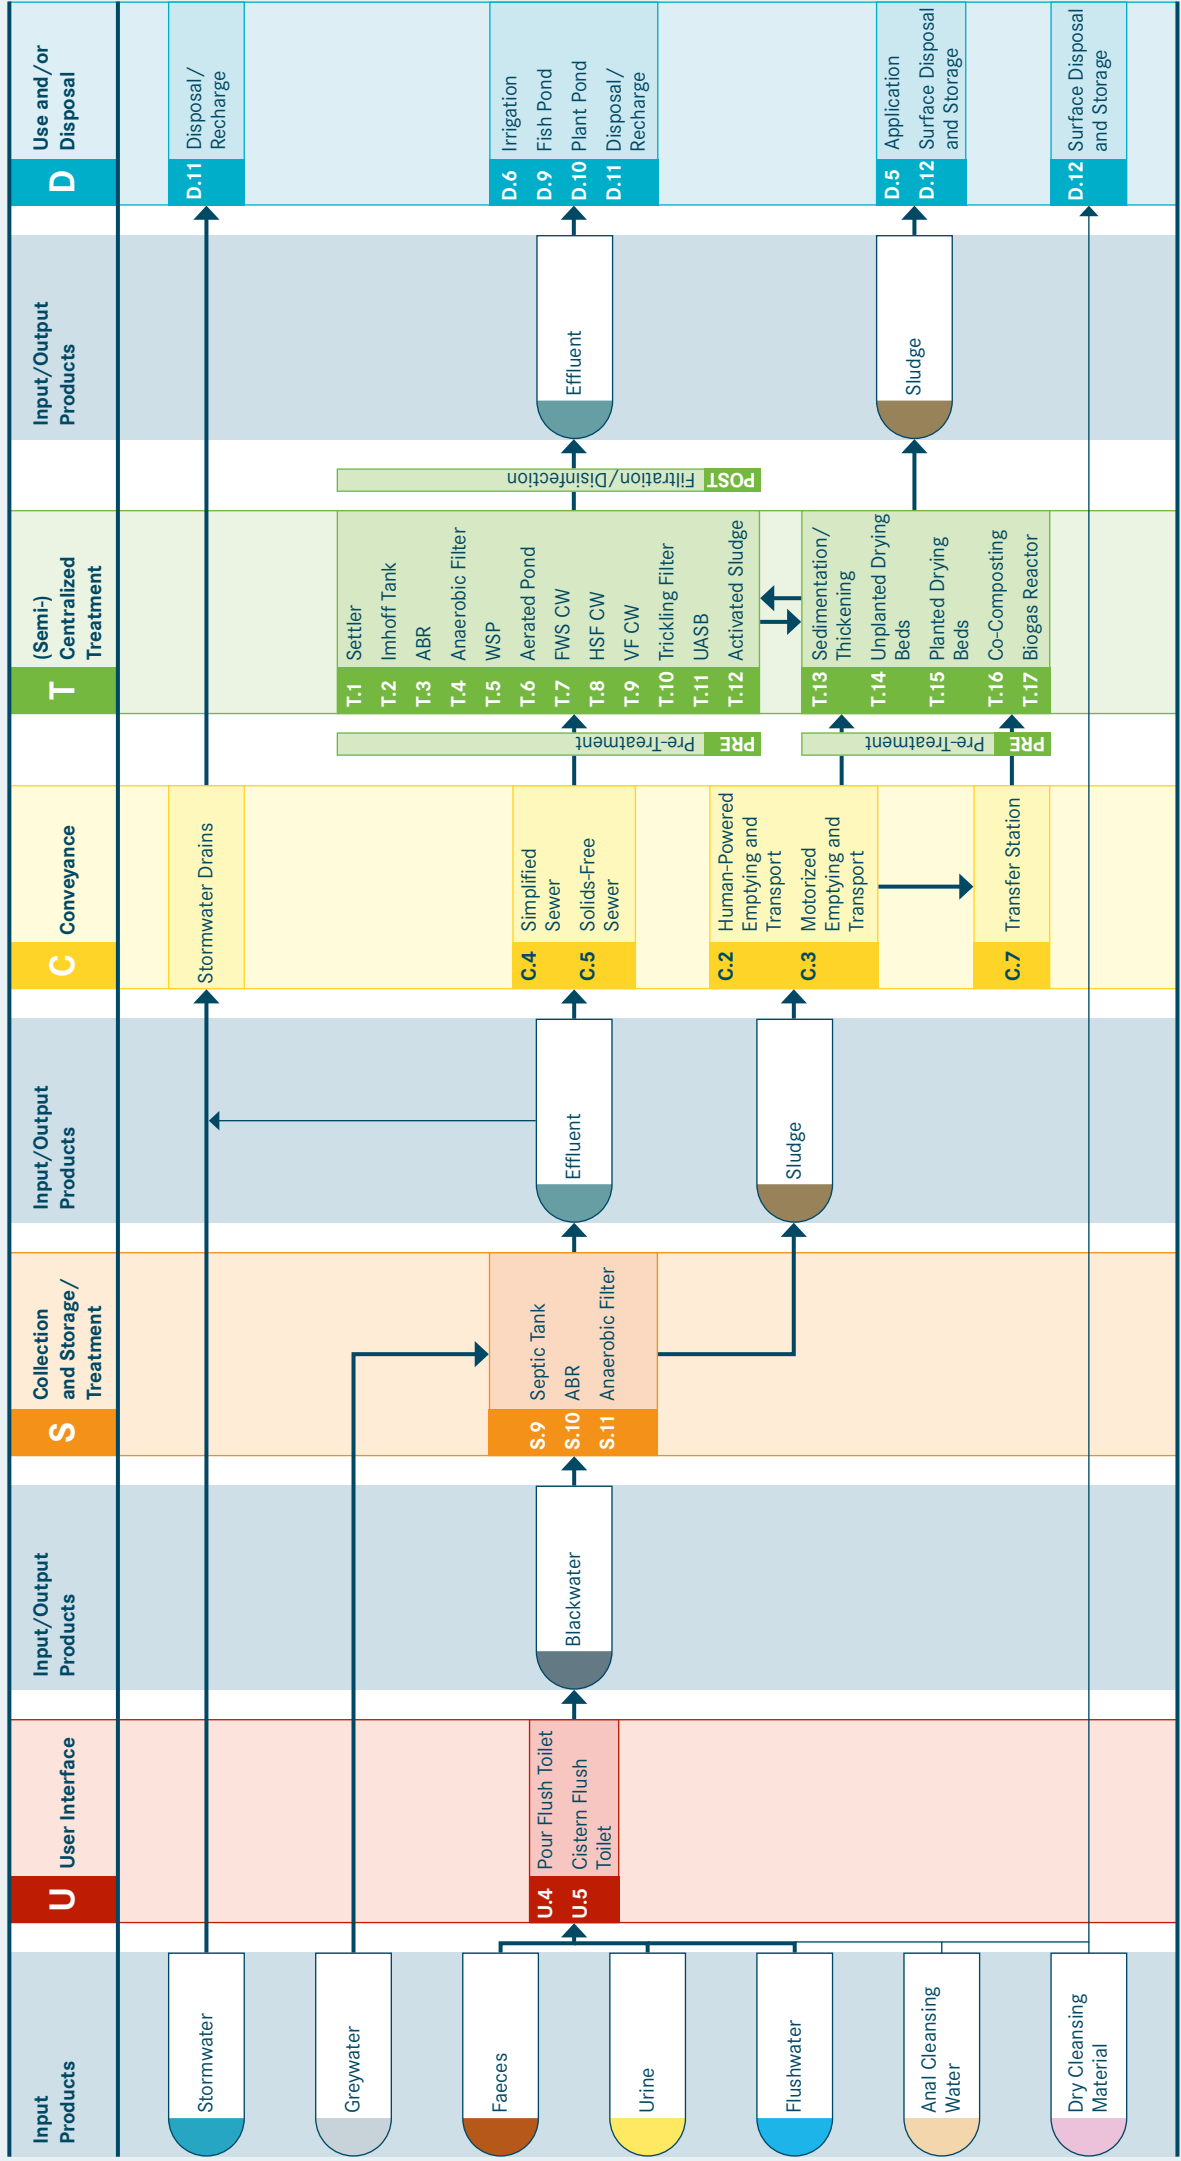 Input
Products
U
User Interface
Input/Output
Products
S
Collection
and Storage/
Treatment
Input/Output
Products
C
Conveyance
T
(Semi-)
Centralized
Treatment
Input/Output
Products
D
Use and/or
Disposal
Stormwater
Greywater
Faeces
Urine
Flushwater
Anal Cleansing
Water
Dry Cleansing
Material
U.4 Pour Flush Toilet
U.5 Cistern Flush
Toilet
Blackwater
S.9 Septic Tank
S.10 ABR
S.11 Anaerobic Filter
Effluent
Sludge
Stormwater Drains
C.4 Simplified
Sewer
C.5 Solids-Free
Sewer
C.2 Human-Powered
Emptying and
Transport
C.3 Motorized
Emptying and
Transport
C.7 Transfer Station
PRE Pre-Treatment
PRE Pre-Treatment
T.1 Settler
T.2 Imhoff Tank
T.3 ABR
T.4 Anaerobic Filter
T.5 WSP
T.6 Aerated Pond
T.7 FWS CW
T.8 HSF CW
T.9 VF CW
T.10 Trickling Filter
T.11 UASB
T.12 Activated Sludge
T.13 Sedimentation/
Thickening
T.14 Unplanted Drying
Beds
T.15 Planted Drying
Beds
T.16 Co-Composting
T.17 Biogas Reactor
POST Filtration/Disinfection
Effluent
Sludge
D.11 Disposal/
Recharge
D.6 Irrigation
D.9 Fish Pond
D.10 Plant Pond
D.11 Disposal/
Recharge
D.5 Application
D.12 Surface Disposal
and Storage
D.12 Surface Disposal
and Storage